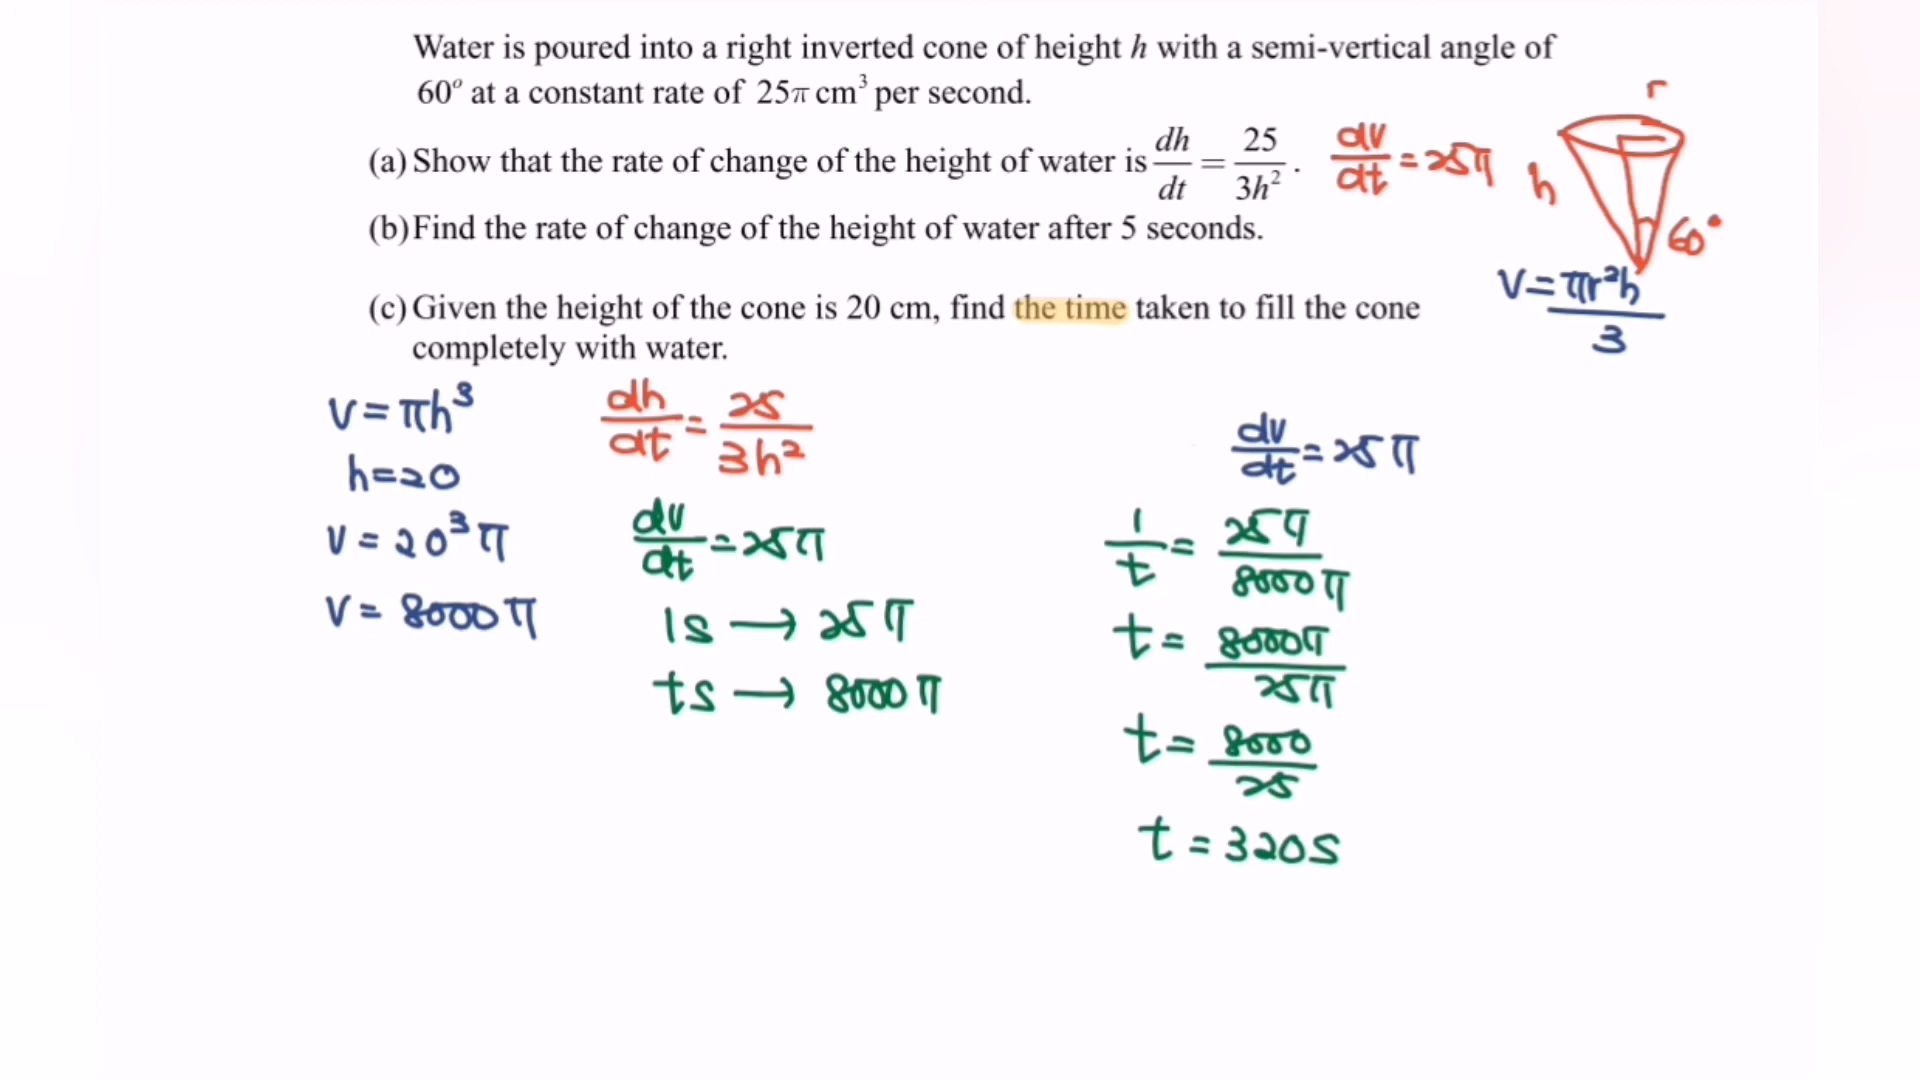 Water is poured into a right inverted cone of height h with a semi-vertical angle of
60° at a constant rate of 25π cm³ per second.
(a) Show that the rate of change of the height of water is dh/dt = 25/3h².
dv/dt = 25π
r
h
60°
(b) Find the rate of change of the height of water after 5 seconds.
V = πr²h/3
(c) Given the height of the cone is 20 cm, find the time taken to fill the cone
completely with water.
V = πh³
h = 20
V = 20³π
V = 8000π
dh/dt = 25/3h²
dv/dt = 25π
1s → 25π
ts → 8000π
dv/dt = 25π
1/t = 25π/8000π
t = 8000π/25π
t = 8000/25
t = 320s